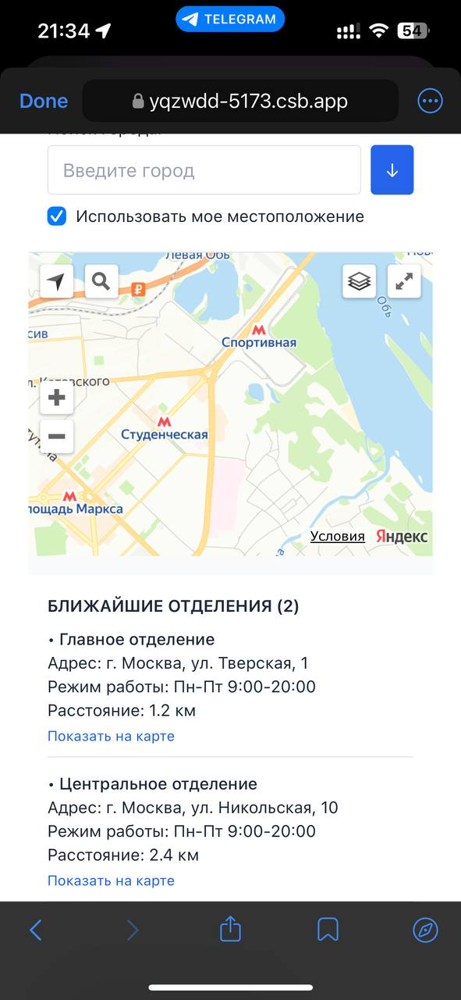 21:34
TELEGRAM
54
Done
yqzwdd-5173.csb.app
Введите город
Использовать мое местоположение
Левая Обь
Обь
сив
Спортивная
Студенческая
лощадь Маркса
Условия
Яндекс
БЛИЖАЙШИЕ ОТДЕЛЕНИЯ (2)
• Главное отделение
Адрес: г. Москва, ул. Тверская, 1
Режим работы: Пн-Пт 9:00-20:00
Расстояние: 1.2 км
Показать на карте
• Центральное отделение
Адрес: г. Москва, ул. Никольская, 10
Режим работы: Пн-Пт 9:00-20:00
Расстояние: 2.4 км
Показать на карте